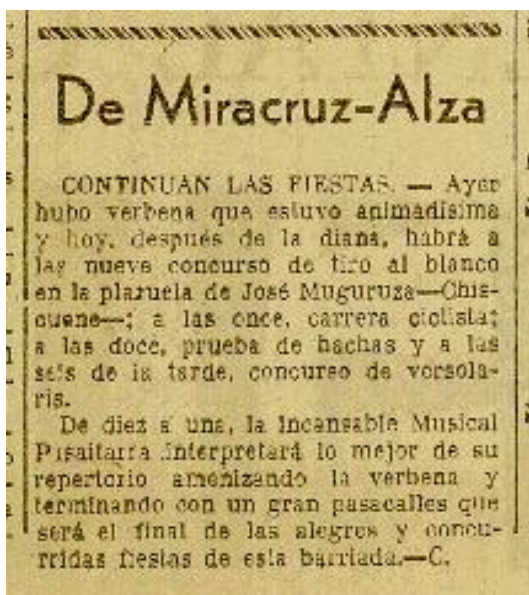 De Miracruz-Alza
CONTINUAN LAS FIESTAS. — Ayer
hubo verbena que estuvo animadísima
y hoy, después de la diana, habrá a
las nueve concurso de tiro al blanco
en la plazuela de José Muguruza—Chis-
quene—; a las once, carrera ciclista;
a las doce, prueba de hachas y a las
seis de la tarde, concurso de versola-
ris.
De diez a una, la incansable Musical
interpretará lo mejor de su
repertorio amenizando la verbena y
terminando con un gran pasacalles que
será el final de las alegres y concu-
rridas fiestas de esta barriada.—C.